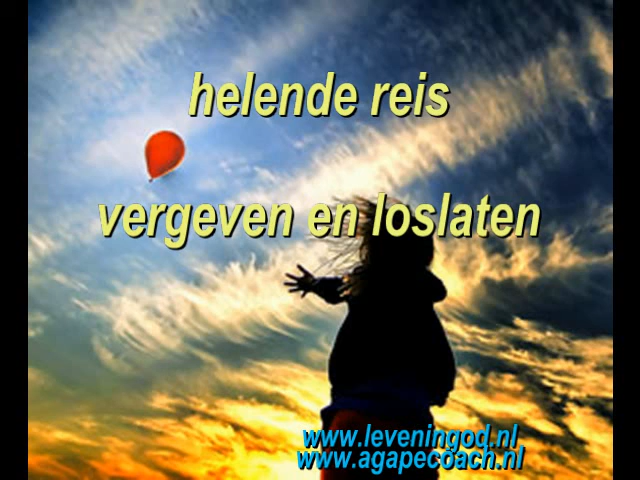 helende reis
vergeven en loslaten
www.leveningod.nl
www.agapecoach.nl